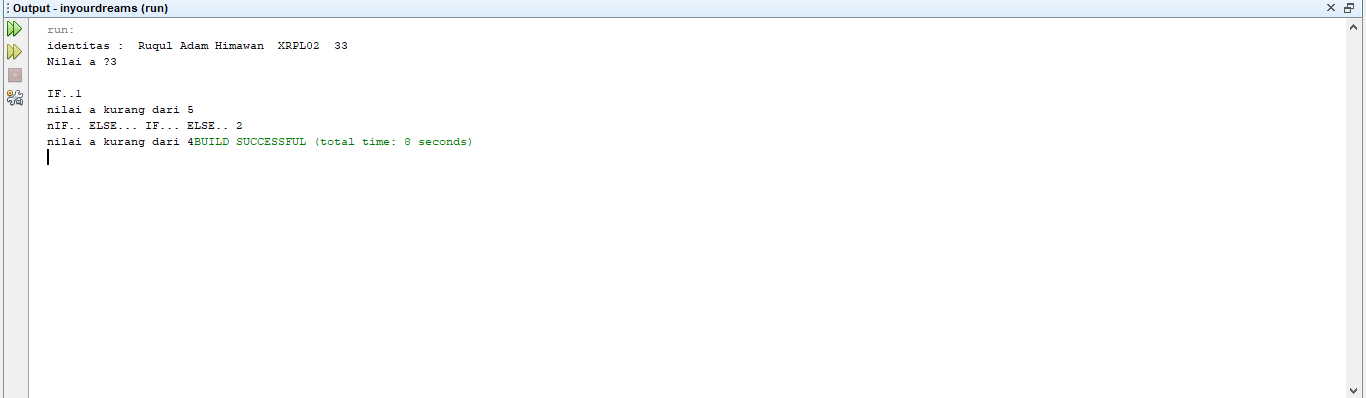 Output - inyourdreams (run)
run:
identitas :  Ruqul Adam Himawan  XRPL02  33
Nilai a ?3
IF..1
nilai a kurang dari 5
nIF.. ELSE... IF... ELSE.. 2
nilai a kurang dari 4BUILD SUCCESSFUL (total time: 8 seconds)